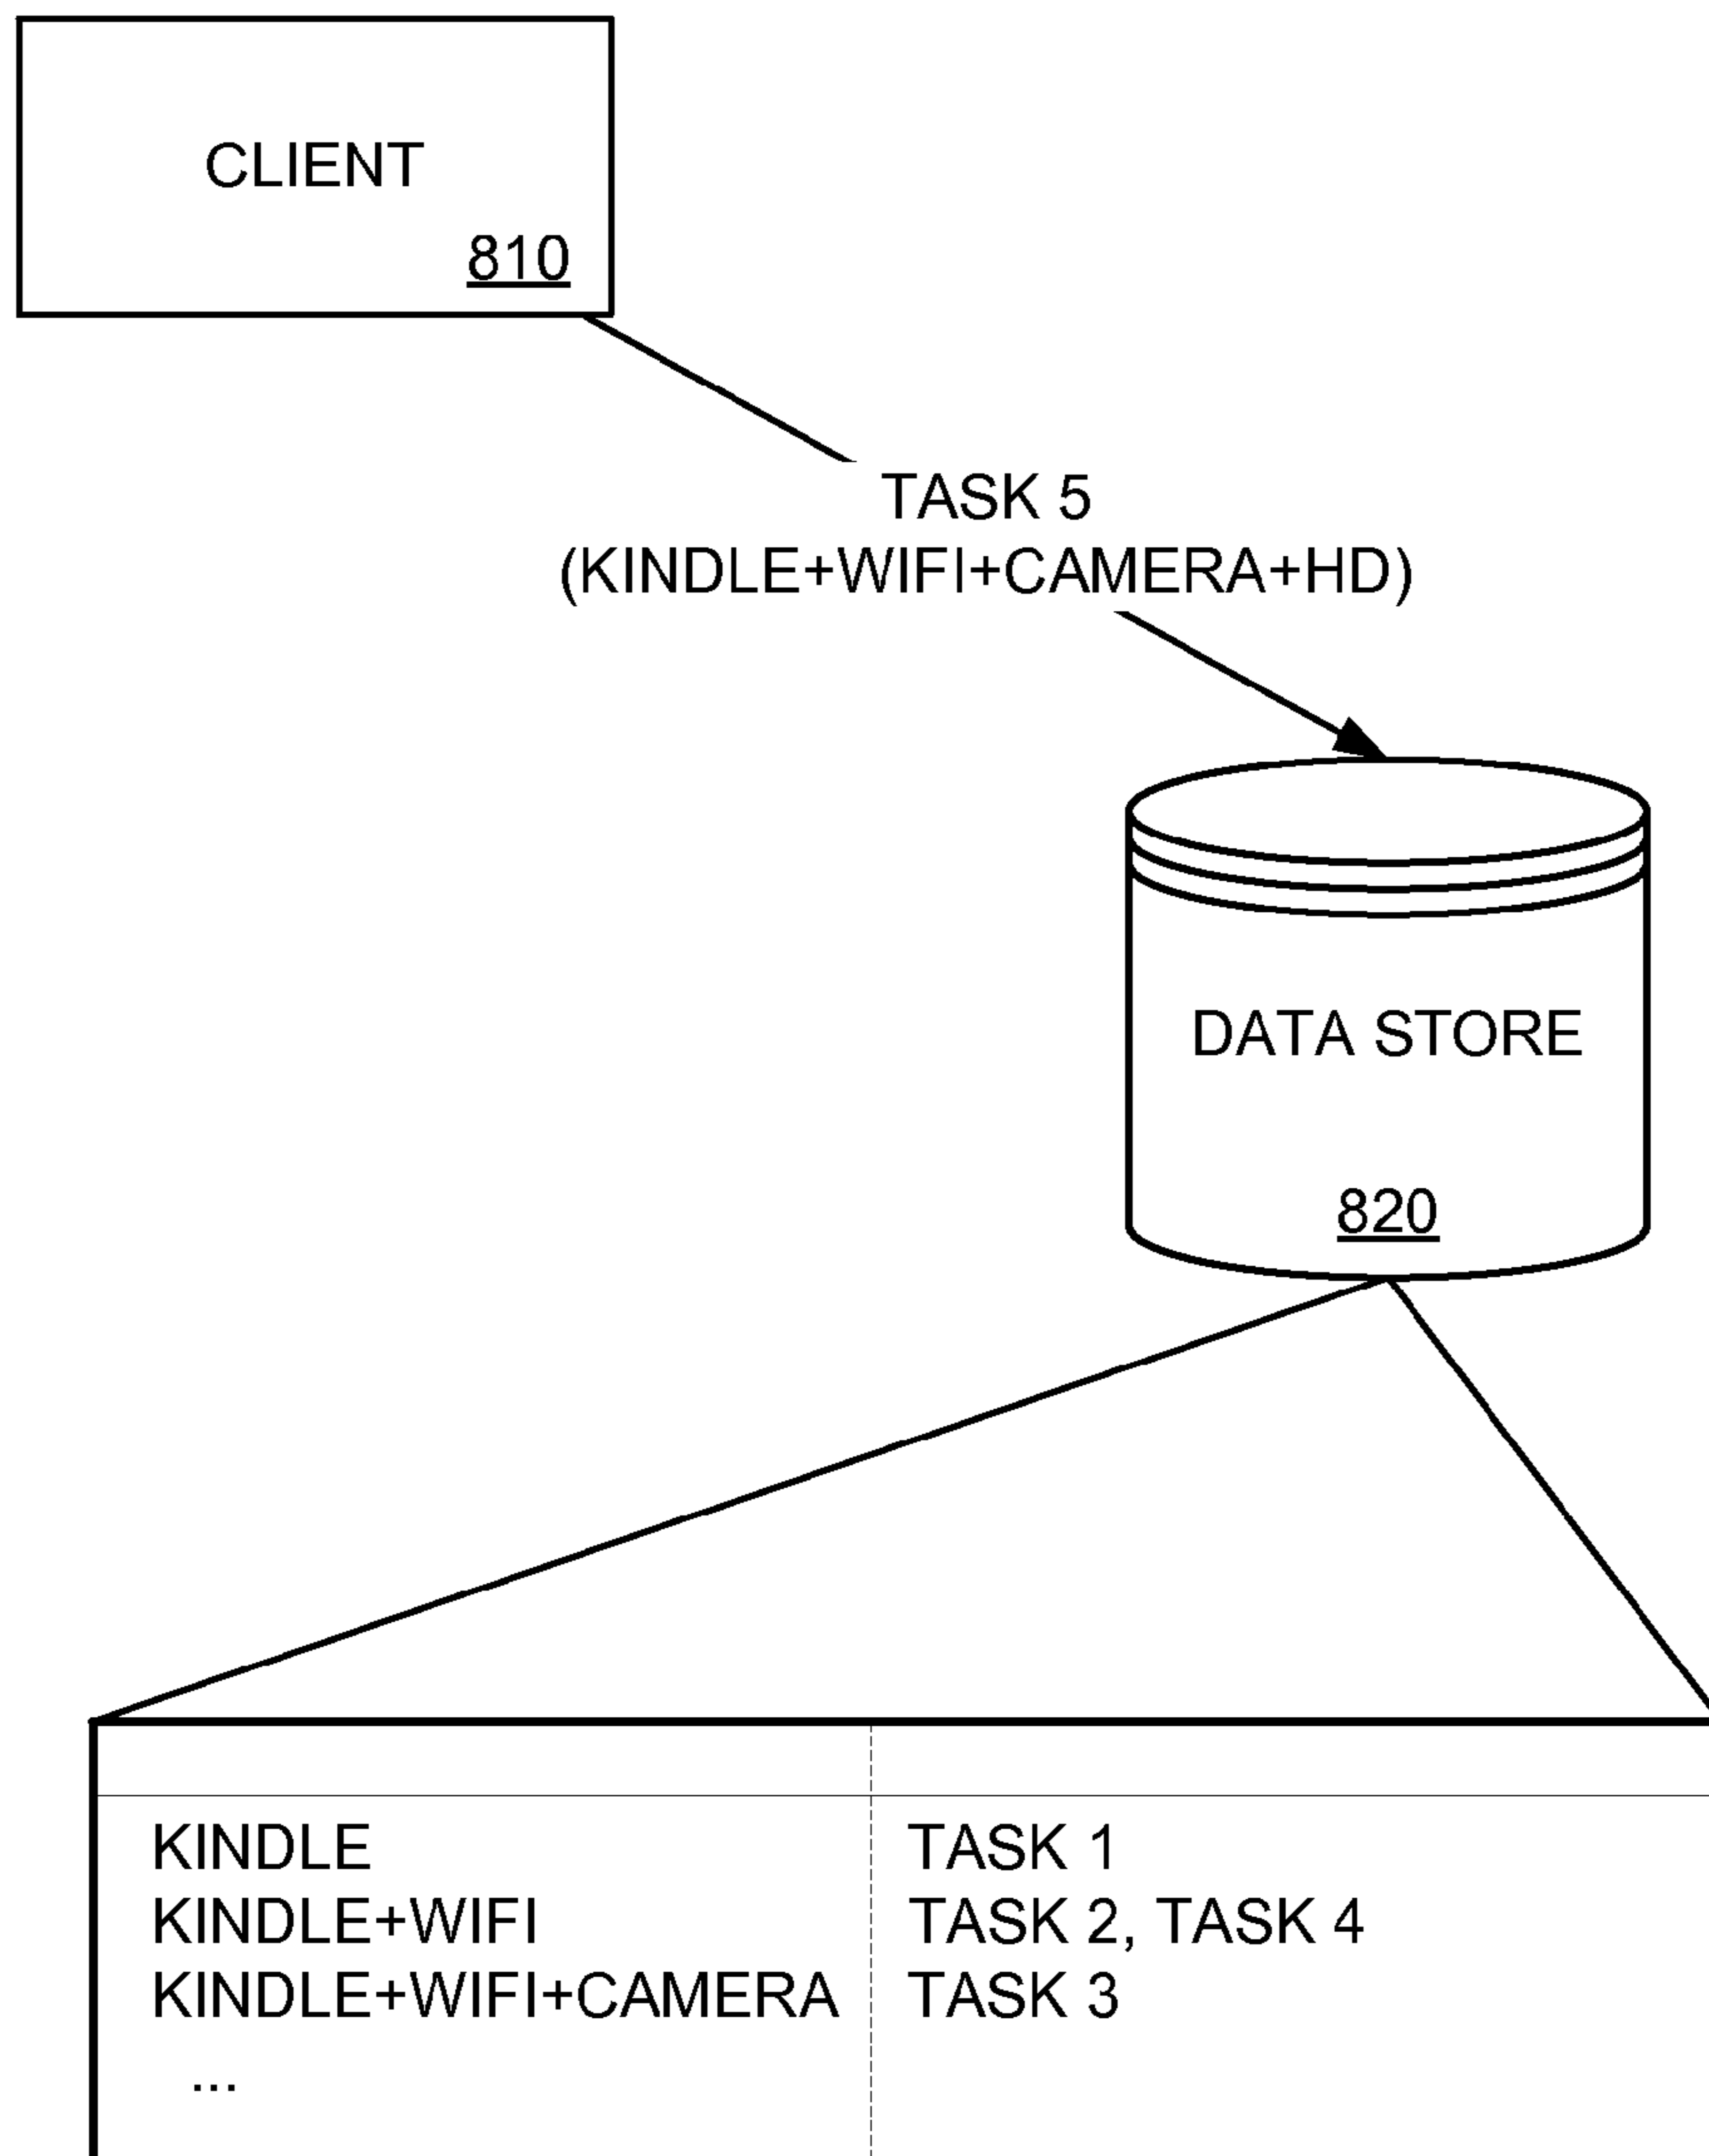 CLIENT
810
TASK 5
(KINDLE+WIFI+CAMERA+HD)
DATA STORE
820
KINDLE TASK 1
KINDLE+WIFI TASK 2, TASK 4
KINDLE+WIFI+CAMERA TASK 3
...